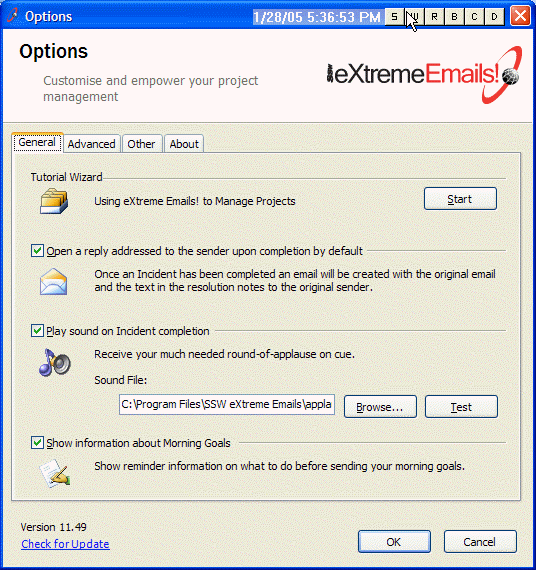 Options
1/28/05 5:36:53 PM S U R B C D
Options
Customise and empower your project
management
eXtremeEmails!
General Advanced Other About
Tutorial Wizard
Using eXtreme Emails! to Manage Projects
Start
Open a reply addressed to the sender upon completion by default
Once an Incident has been completed an email will be created with the original email
and the text in the resolution notes to the original sender.
Play sound on Incident completion
Receive your much needed round-of-applause on cue.
Sound File:
C:\Program Files\SSW eXtreme Emails\appla
Browse... Test
Show information about Morning Goals
Show reminder information on what to do before sending your morning goals.
Version 11.49
Check for Update
OK Cancel